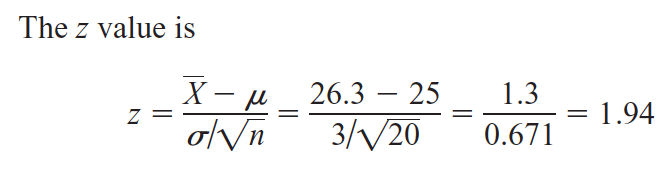 The z value is
z = (X̅ − μ)/(σ/√n) = (26.3 − 25)/(3/√20) = 1.3/0.671 = 1.94